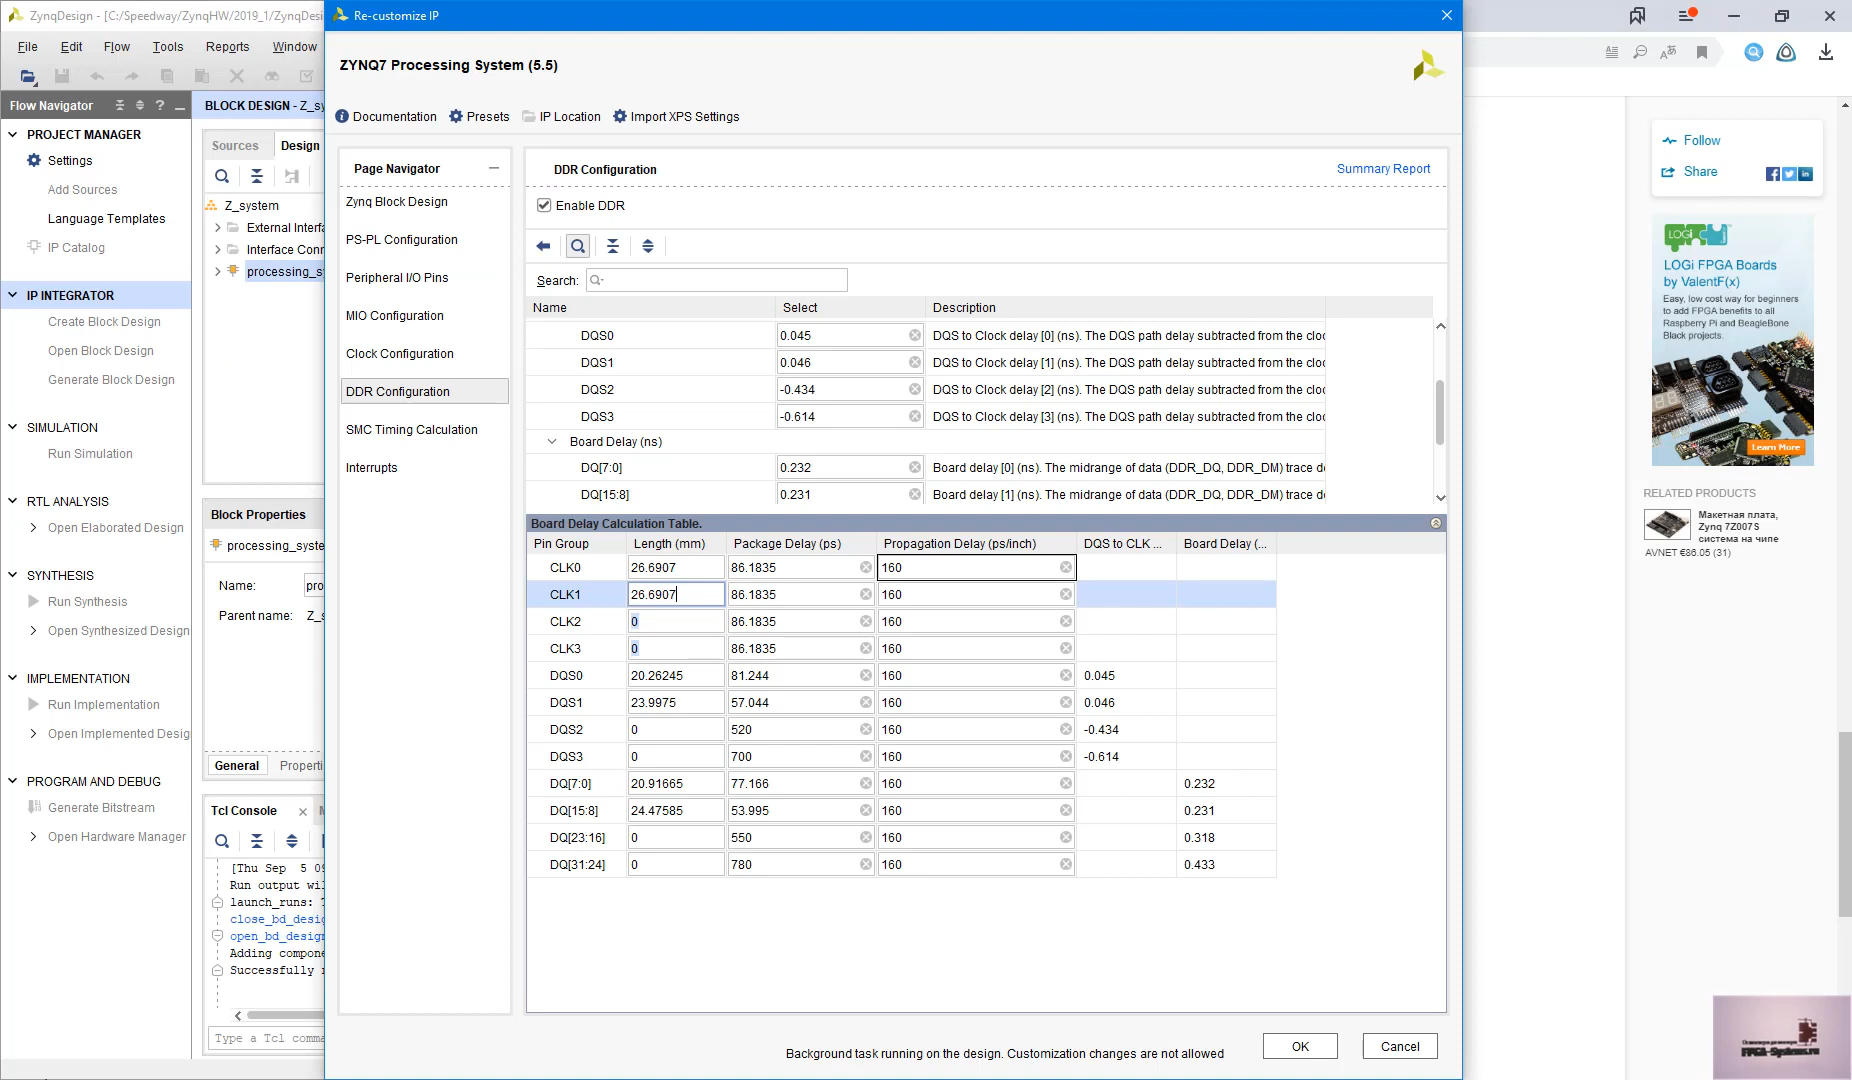 ZynqDesign - [C:/Speedway/ZynqHW/2019_1/ZynqDesi
File Edit Flow Tools Reports Window
Flow Navigator
PROJECT MANAGER
Settings
Add Sources
Language Templates
IP Catalog
IP INTEGRATOR
Create Block Design
Open Block Design
Generate Block Design
SIMULATION
Run Simulation
RTL ANALYSIS
Open Elaborated Design
SYNTHESIS
Run Synthesis
Open Synthesized Design
IMPLEMENTATION
Run Implementation
Open Implemented Desig
PROGRAM AND DEBUG
Generate Bitstream
Open Hardware Manager
BLOCK DESIGN - Z_sy
Sources Design
Z_system
External Interfa
Interface Conn
processing_sy
Block Properties
processing_syste
Name: pro
Parent name: Z_s
General Properti
Tcl Console
[Thu Sep 5 09
Run output wil
launch_runs: T
close_bd_desig
open_bd_design
Adding compone
Successfully r
Type a Tcl comma
Re-customize IP
ZYNQ7 Processing System (5.5)
Documentation Presets IP Location Import XPS Settings
Page Navigator
Zynq Block Design
PS-PL Configuration
Peripheral I/O Pins
MIO Configuration
Clock Configuration
DDR Configuration
SMC Timing Calculation
Interrupts
DDR Configuration Summary Report
Enable DDR
Search:
Name Select Description
DQS0 0.045 DQS to Clock delay [0] (ns). The DQS path delay subtracted from the cloc
DQS1 0.046 DQS to Clock delay [1] (ns). The DQS path delay subtracted from the cloc
DQS2 -0.434 DQS to Clock delay [2] (ns). The DQS path delay subtracted from the cloc
DQS3 -0.614 DQS to Clock delay [3] (ns). The DQS path delay subtracted from the cloc
Board Delay (ns)
DQ[7:0] 0.232 Board delay [0] (ns). The midrange of data (DDR_DQ, DDR_DM) trace de
DQ[15:8] 0.231 Board delay [1] (ns). The midrange of data (DDR_DQ, DDR_DM) trace de
Board Delay Calculation Table.
Pin Group Length (mm) Package Delay (ps) Propagation Delay (ps/inch) DQS to CLK ... Board Delay (...
CLK0 26.6907 86.1835 160
CLK1 26.6907 86.1835 160
CLK2 0 86.1835 160
CLK3 0 86.1835 160
DQS0 20.26245 81.244 160 0.045
DQS1 23.9975 57.044 160 0.046
DQS2 0 520 160 -0.434
DQS3 0 700 160 -0.614
DQ[7:0] 20.91665 77.166 160 0.232
DQ[15:8] 24.47585 53.995 160 0.231
DQ[23:16] 0 550 160 0.318
DQ[31:24] 0 780 160 0.433
Background task running on the design. Customization changes are not allowed
OK Cancel
Follow
Share
LOGi
LOGi FPGA Boards
by ValentF(x)
Easy, low cost way for beginners
to add FPGA benefits to all
Raspberry Pi and BeagleBone
Black projects.
Learn More
RELATED PRODUCTS
Макетная плата,
Zynq 7Z007S
система на чипе
AVNET €86.05 (31)
FPGA-Systems.ru